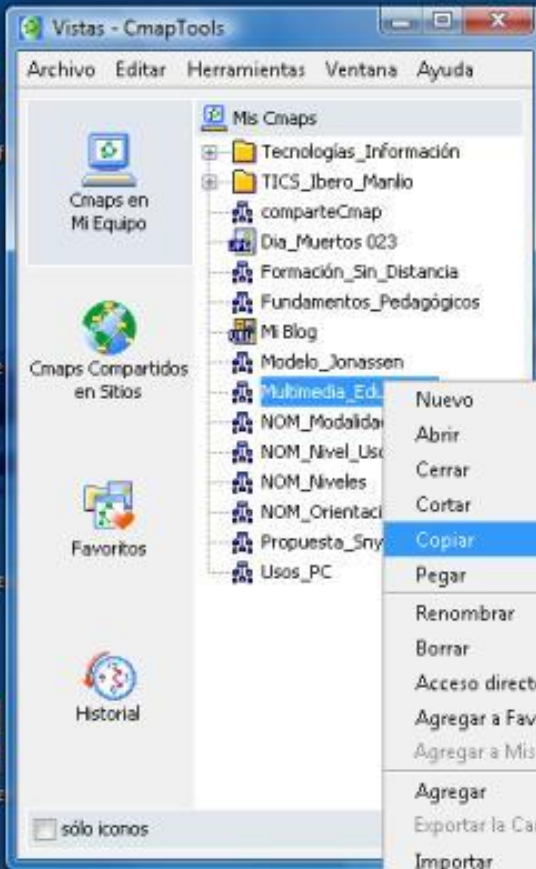 Vistas - CmapTools
Archivo Editar Herramientas Ventana Ayuda
Cmaps en
Mi Equipo
Cmaps Compartidos
en Sitios
Favoritos
Historial
Mis Cmaps
Tecnologías_Información
TICS_Ibero_Manlio
comparteCmap
Dia_Muertos 023
Formación_Sin_Distancia
Fundamentos_Pedagógicos
Mi Blog
Modelo_Jonassen
Multimedia_Edu
NOM_Modalida
NOM_Nivel_Uso
NOM_Niveles
NOM_Orientaci
Propuesta_Sny
Usos_PC
Nuevo
Abrir
Cerrar
Cortar
Copiar
Pegar
Renombrar
Borrar
Acceso direct
Agregar a Fav
Agregar a Mis
Agregar
Exportar la Ca
Importar
sólo iconos